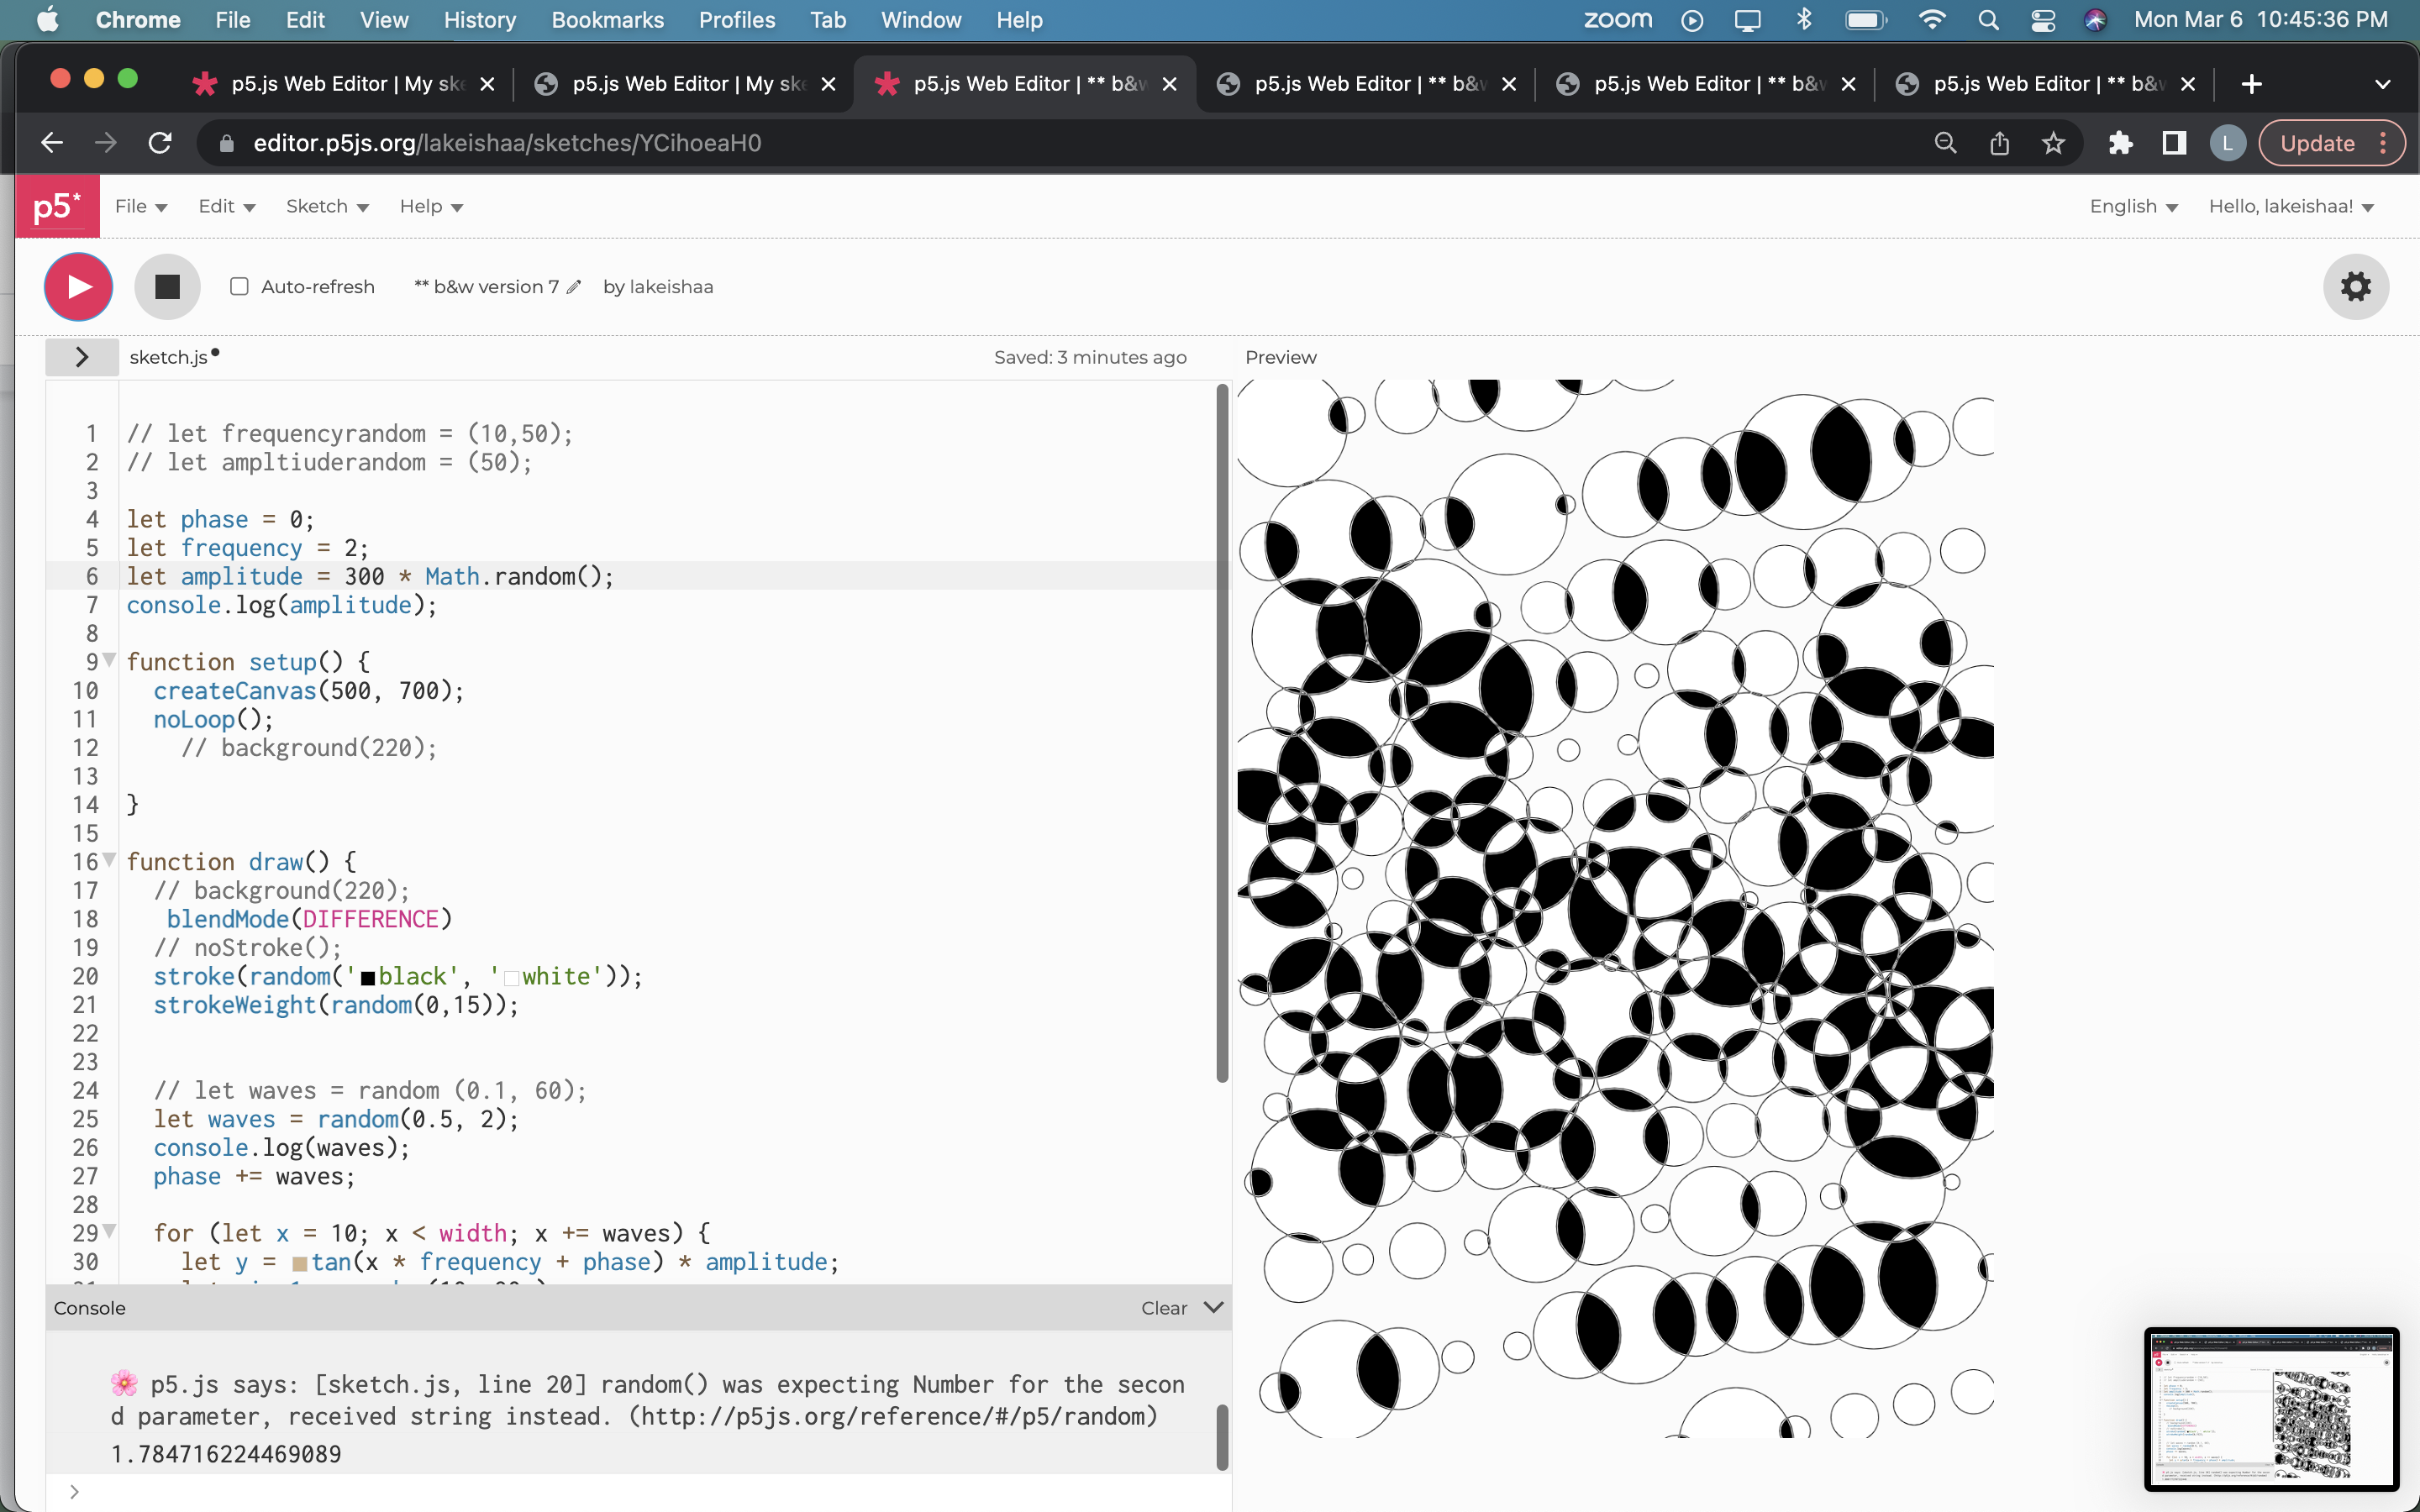 Chrome File Edit View History Bookmarks Profiles Tab Window Help zoom Mon Mar 6 10:45:36 PM
p5.js Web Editor | My ske p5.js Web Editor | My ske p5.js Web Editor | ** b&w p5.js Web Editor | ** b&w p5.js Web Editor | ** b&w p5.js Web Editor | ** b&w
editor.p5js.org/lakeishaa/sketches/YCihoeaH0 L Update
p5* File Edit Sketch Help English Hello, lakeishaa!
Auto-refresh ** b&w version 7 by lakeishaa
sketch.js Saved: 3 minutes ago Preview
1 // let frequencyrandom = (10,50);
2 // let ampltiuderandom = (50);
3
4 let phase = 0;
5 let frequency = 2;
6 let amplitude = 300 * Math.random();
7 console.log(amplitude);
8
9 function setup() {
10 createCanvas(500, 700);
11 noLoop();
12 // background(220);
13
14 }
15
16 function draw() {
17 // background(220);
18 blendMode(DIFFERENCE)
19 // noStroke();
20 stroke(random('black', 'white'));
21 strokeWeight(random(0,15));
22
23
24 // let waves = random (0.1, 60);
25 let waves = random(0.5, 2);
26 console.log(waves);
27 phase += waves;
28
29 for (let x = 10; x < width; x += waves) {
30 let y = tan(x * frequency + phase) * amplitude;
Console Clear
🌸 p5.js says: [sketch.js, line 20] random() was expecting Number for the secon
d parameter, received string instead. (http://p5js.org/reference/#/p5/random)
1.784716224469089